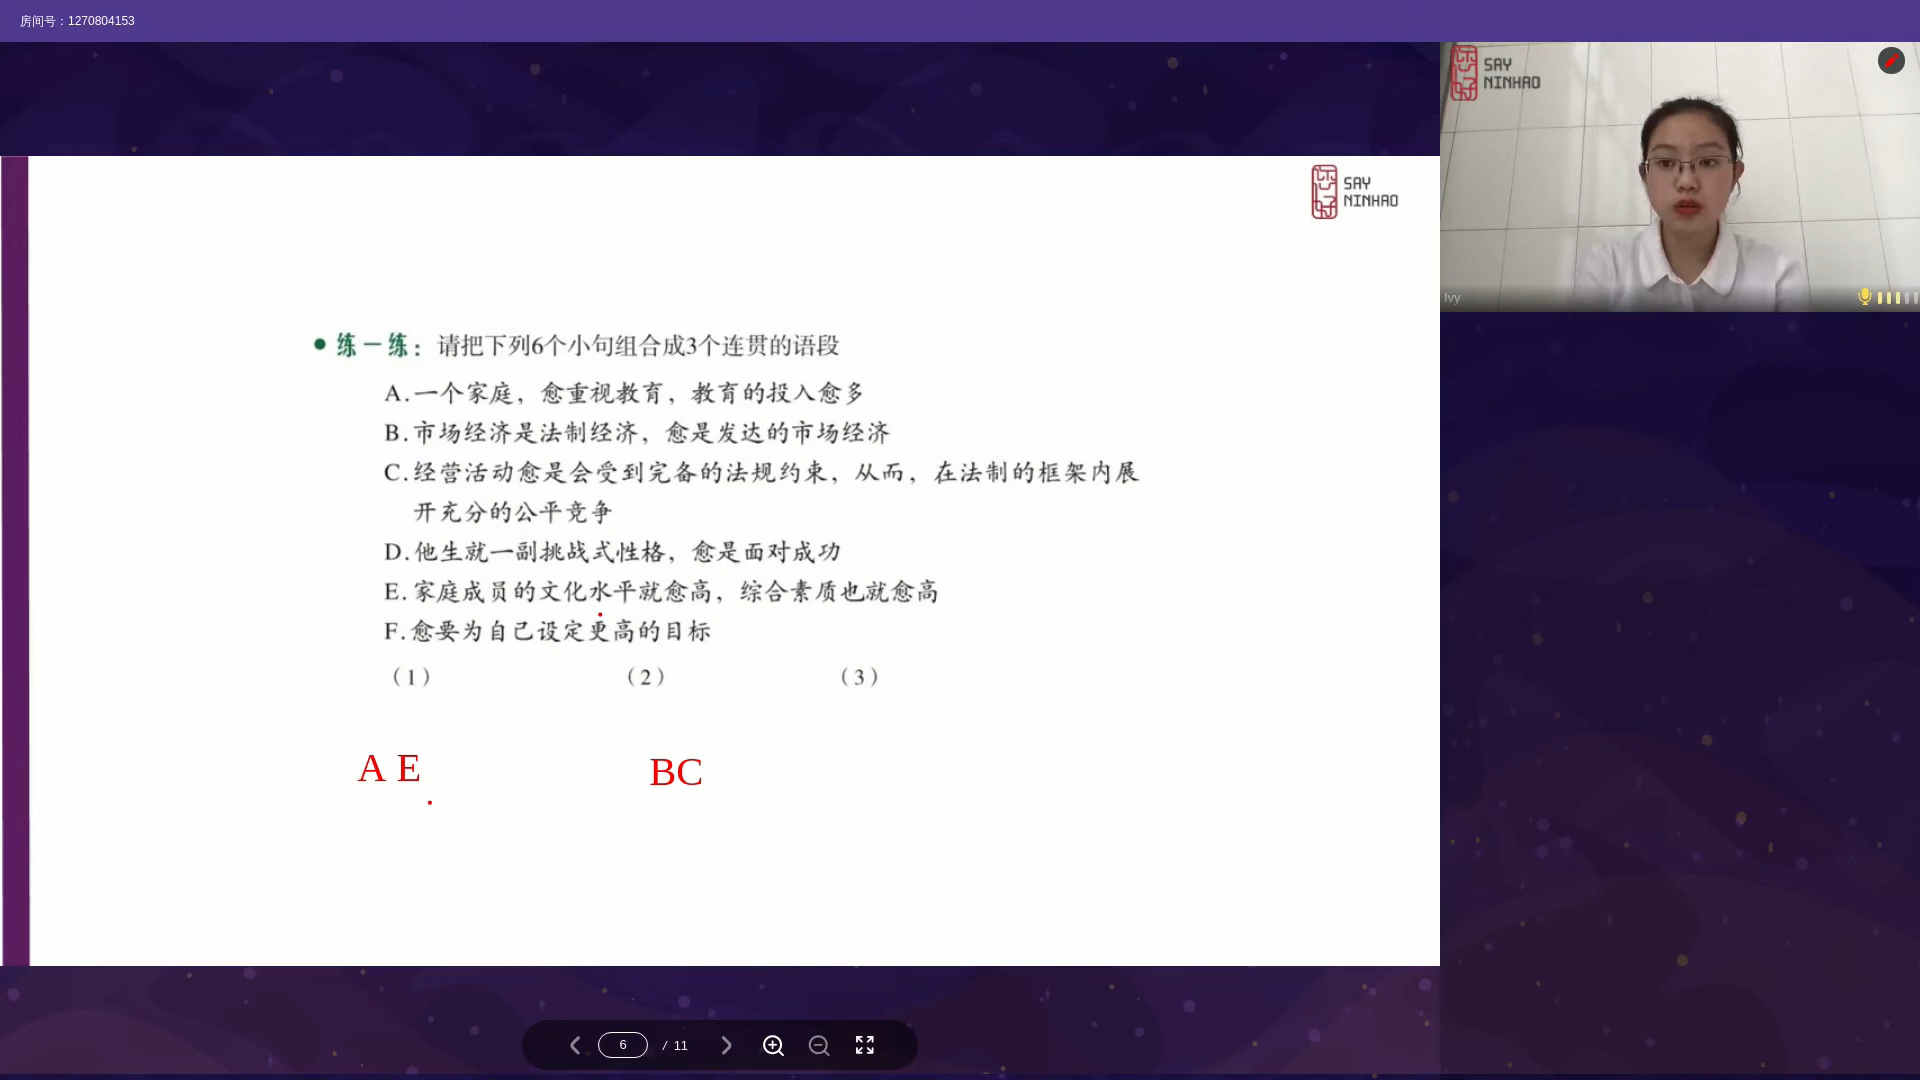 房间号：1270804153
SAY
NINHAO
SAY
NINHAO
Ivy
练一练：请把下列6个小句组合成3个连贯的语段
A.一个家庭，愈重视教育，教育的投入愈多
B.市场经济是法制经济，愈是发达的市场经济
C.经营活动愈是会受到完备的法规约束，从而，在法制的框架内展
开充分的公平竞争
D.他生就一副挑战式性格，愈是面对成功
E.家庭成员的文化水平就愈高，综合素质也就愈高
F.愈要为自己设定更高的目标
（1） （2） （3）
A E BC
6 / 11